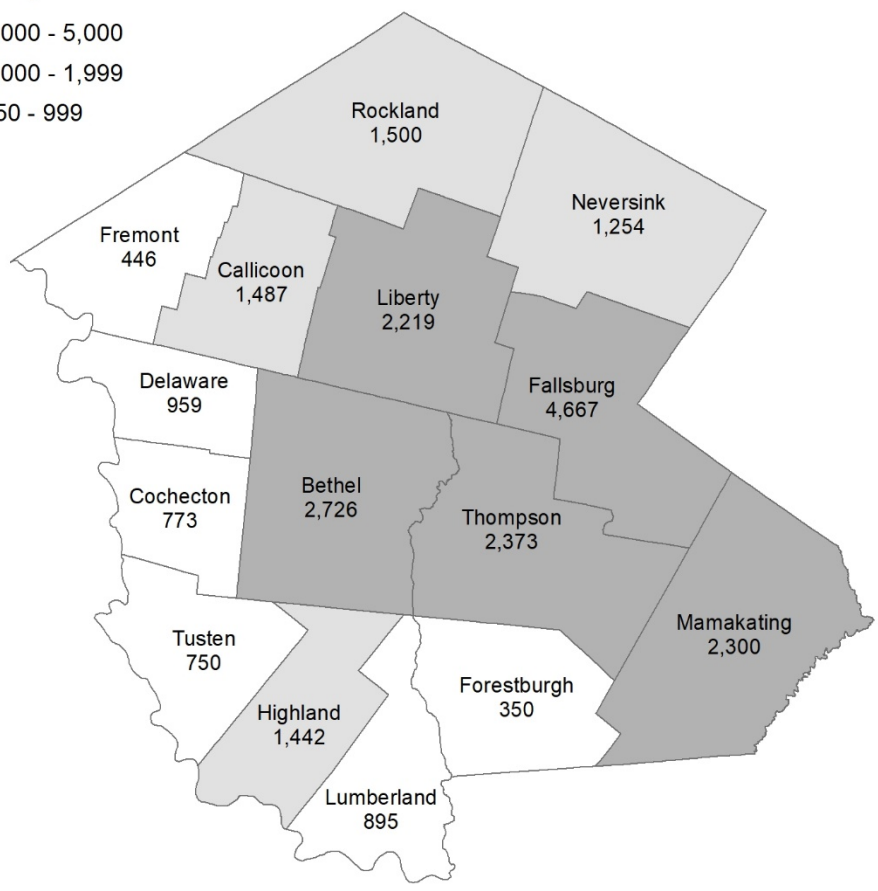 000 - 5,000
000 - 1,999
50 - 999
Rockland
1,500
Neversink
1,254
Fremont
446
Callicoon
1,487
Liberty
2,219
Delaware
959
Fallsburg
4,667
Cochecton
773
Bethel
2,726
Thompson
2,373
Mamakating
2,300
Tusten
750
Forestburgh
350
Highland
1,442
Lumberland
895